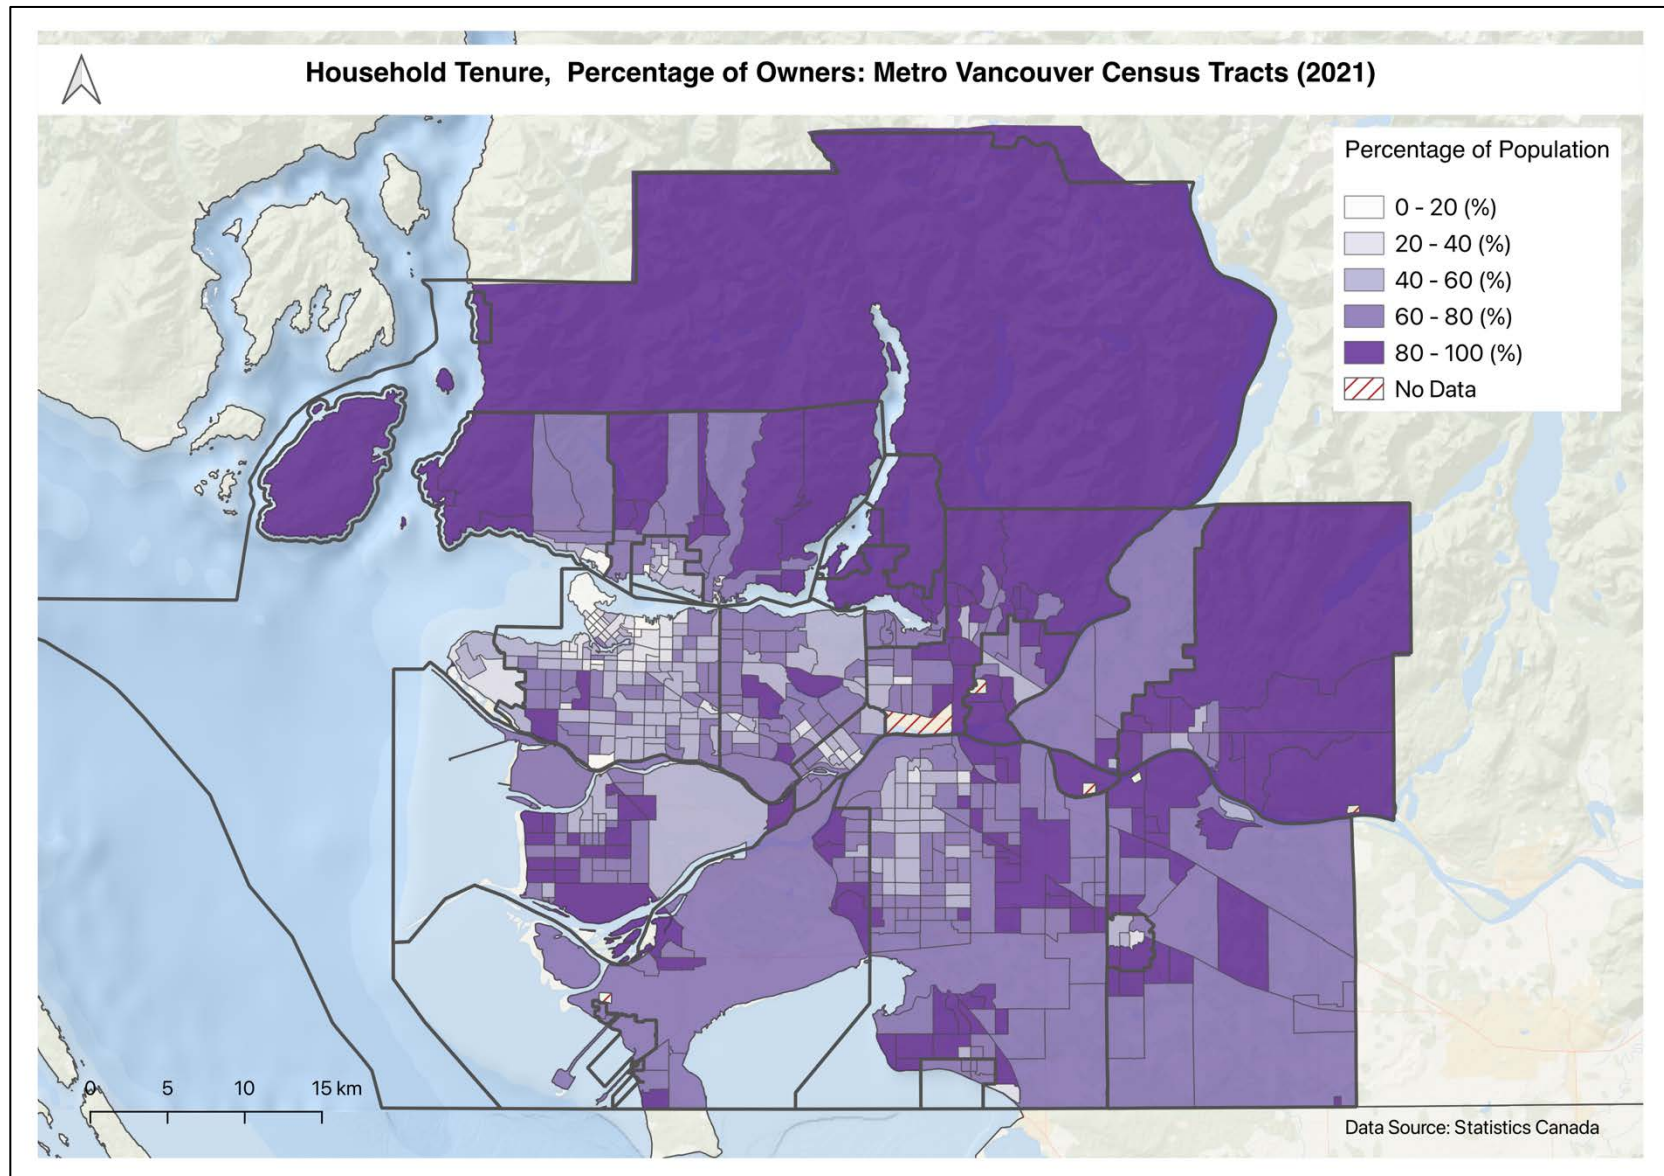 Household Tenure,  Percentage of Owners: Metro Vancouver Census Tracts (2021)
Percentage of Population
0 - 20 (%)
20 - 40 (%)
40 - 60 (%)
60 - 80 (%)
80 - 100 (%)
No Data
0 5 10 15 km
Data Source: Statistics Canada